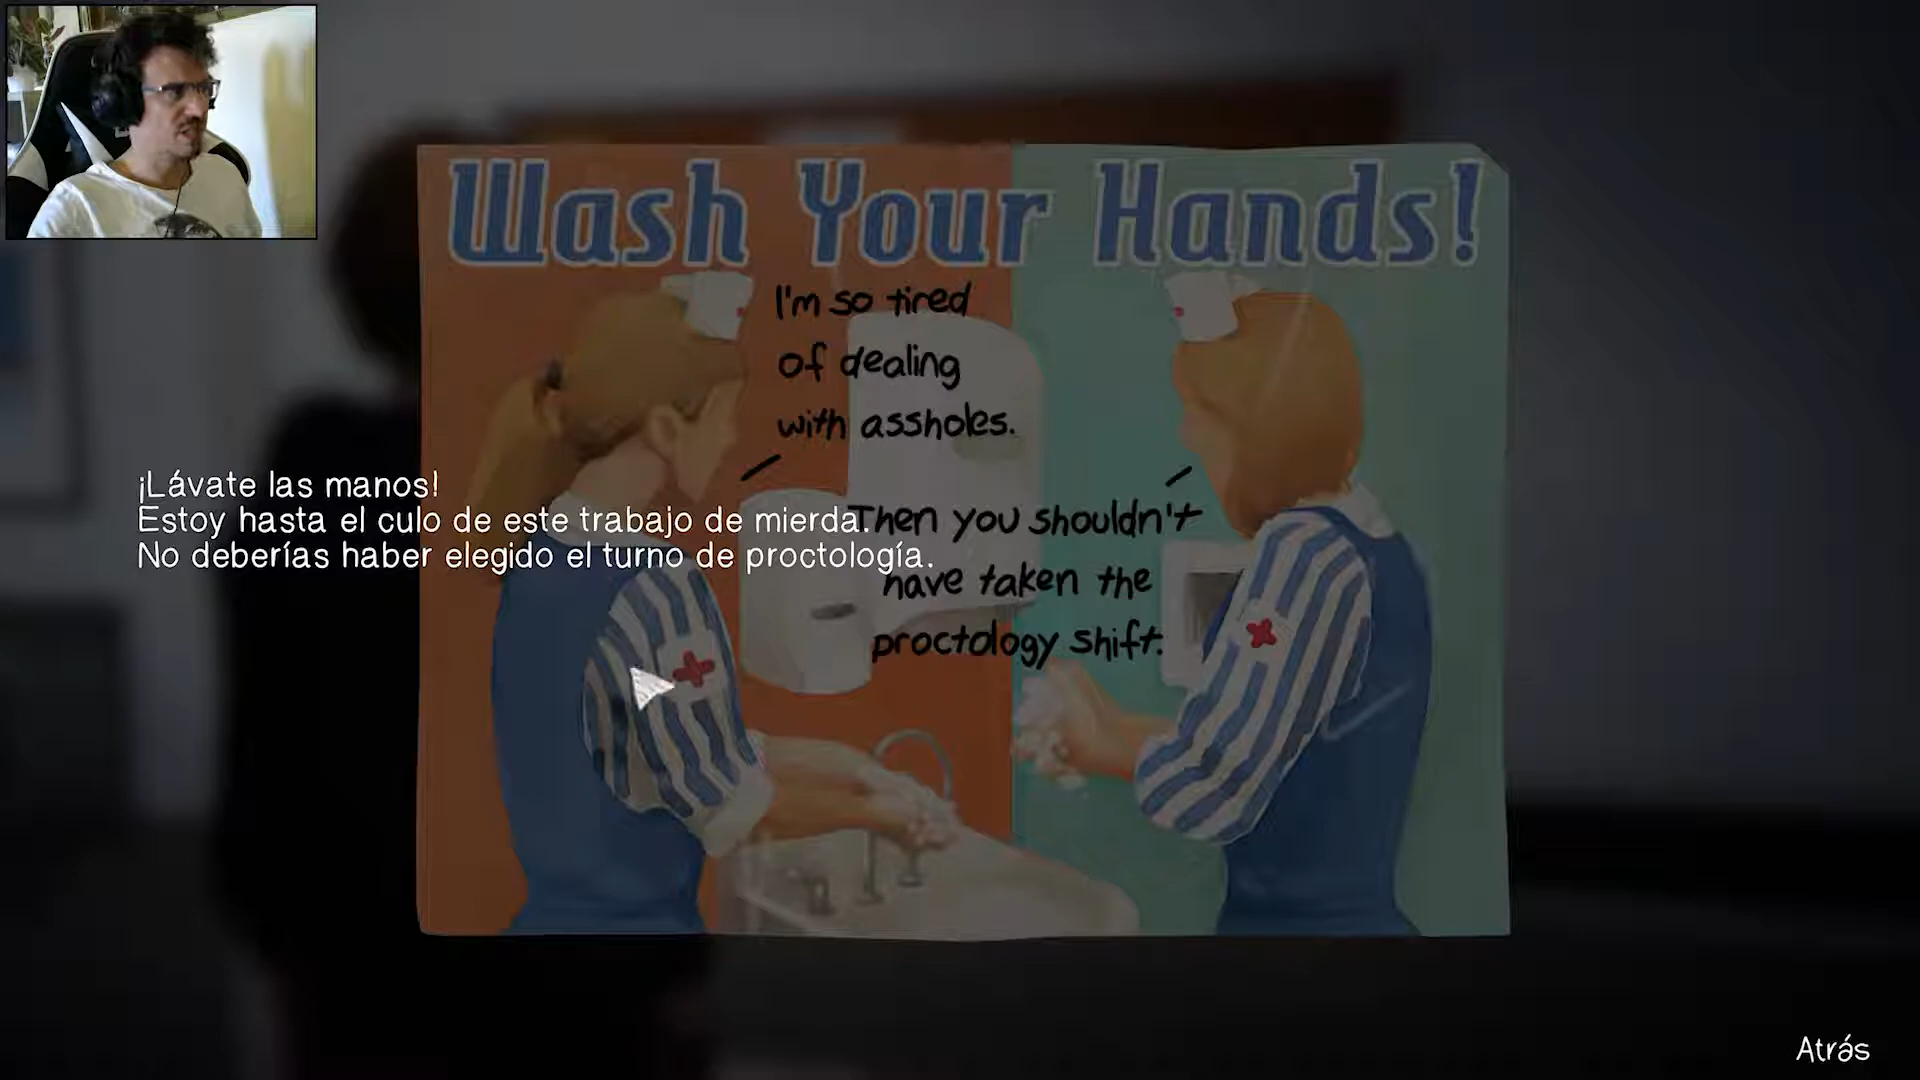 Wash Your Hands!
I'm so tired
of dealing
with assholes.
Then you shouldn't
have taken the
proctology shift.
¡Lávate las manos!
Estoy hasta el culo de este trabajo de mierda.
No deberías haber elegido el turno de proctología.
Atrás